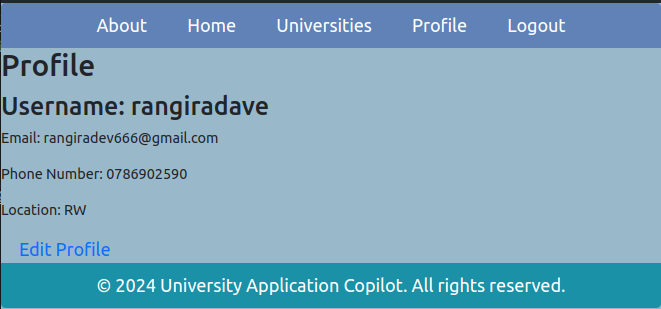 About Home Universities Profile Logout
Profile
Username: rangiradave
Email: rangiradev666@gmail.com
Phone Number: 0786902590
Location: RW
Edit Profile
© 2024 University Application Copilot. All rights reserved.